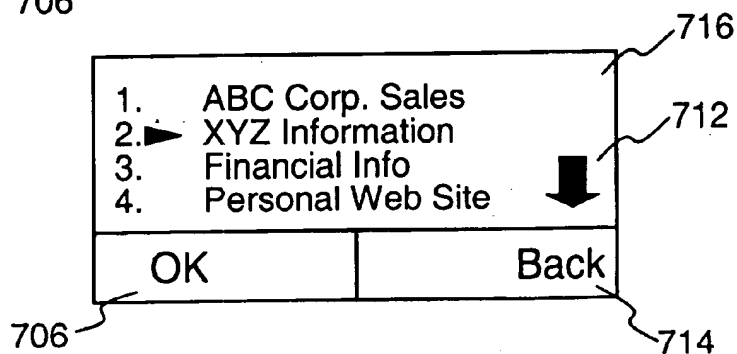 706
716
1. ABC Corp. Sales
712
2. XYZ Information
3. Financial Info
4. Personal Web Site
OK Back
706 714